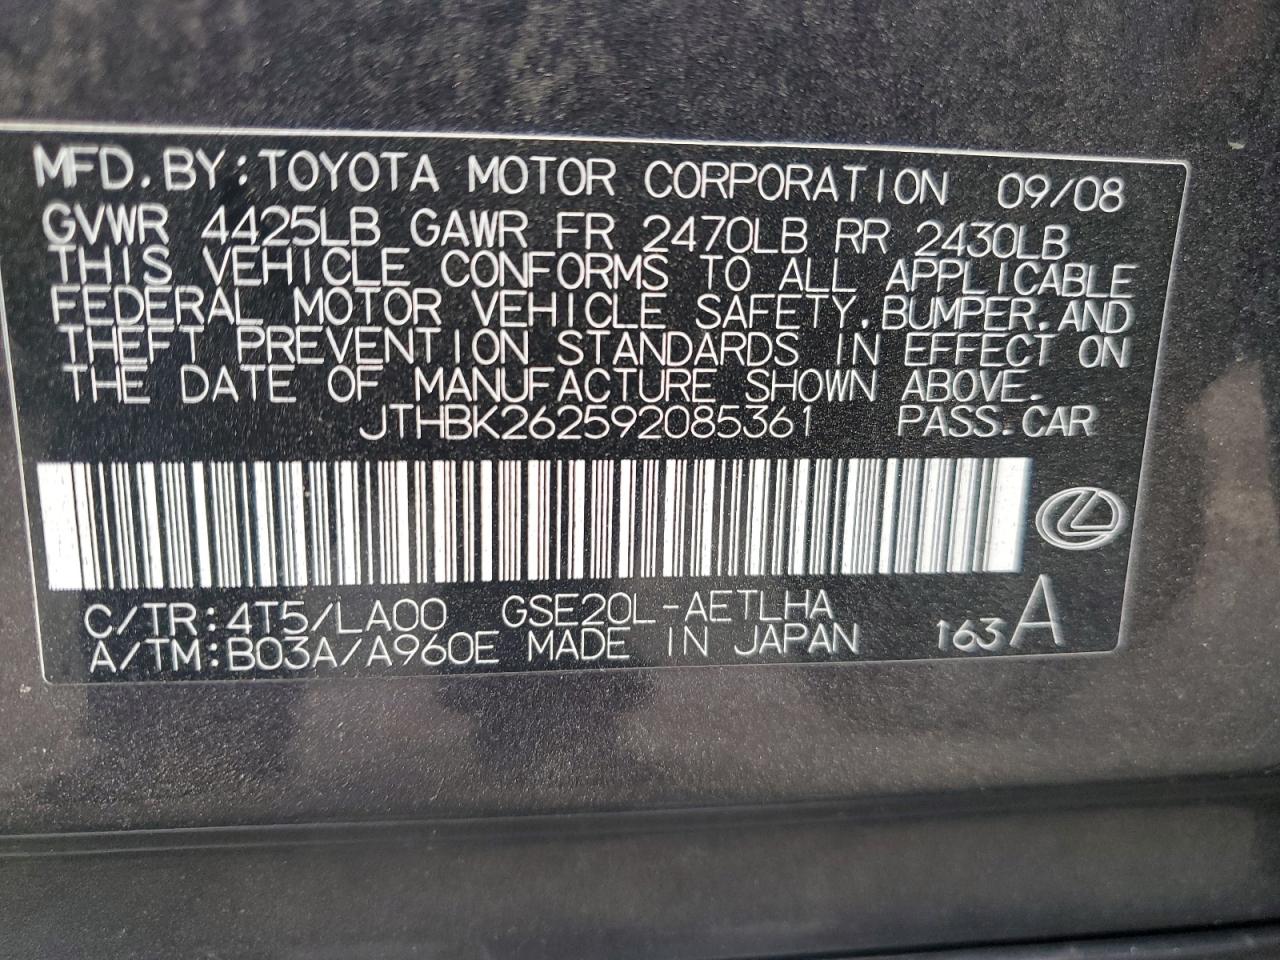 MFD. BY: TOYOTA MOTOR CORPORATION 09/08
GVWR 4425LB GAWR FR 2470LB RR 2430LB
THIS VEHICLE CONFORMS TO ALL APPLICABLE
FEDERAL MOTOR VEHICLE SAFETY, BUMPER, AND
THEFT PREVENTION STANDARDS IN EFFECT ON
THE DATE OF MANUFACTURE SHOWN ABOVE.
JTHBK262592085361 PASS. CAR
C/TR: 4T5/LA00 GSE20L-AETLHA
A/TM: B03A/A960E MADE IN JAPAN 163 A